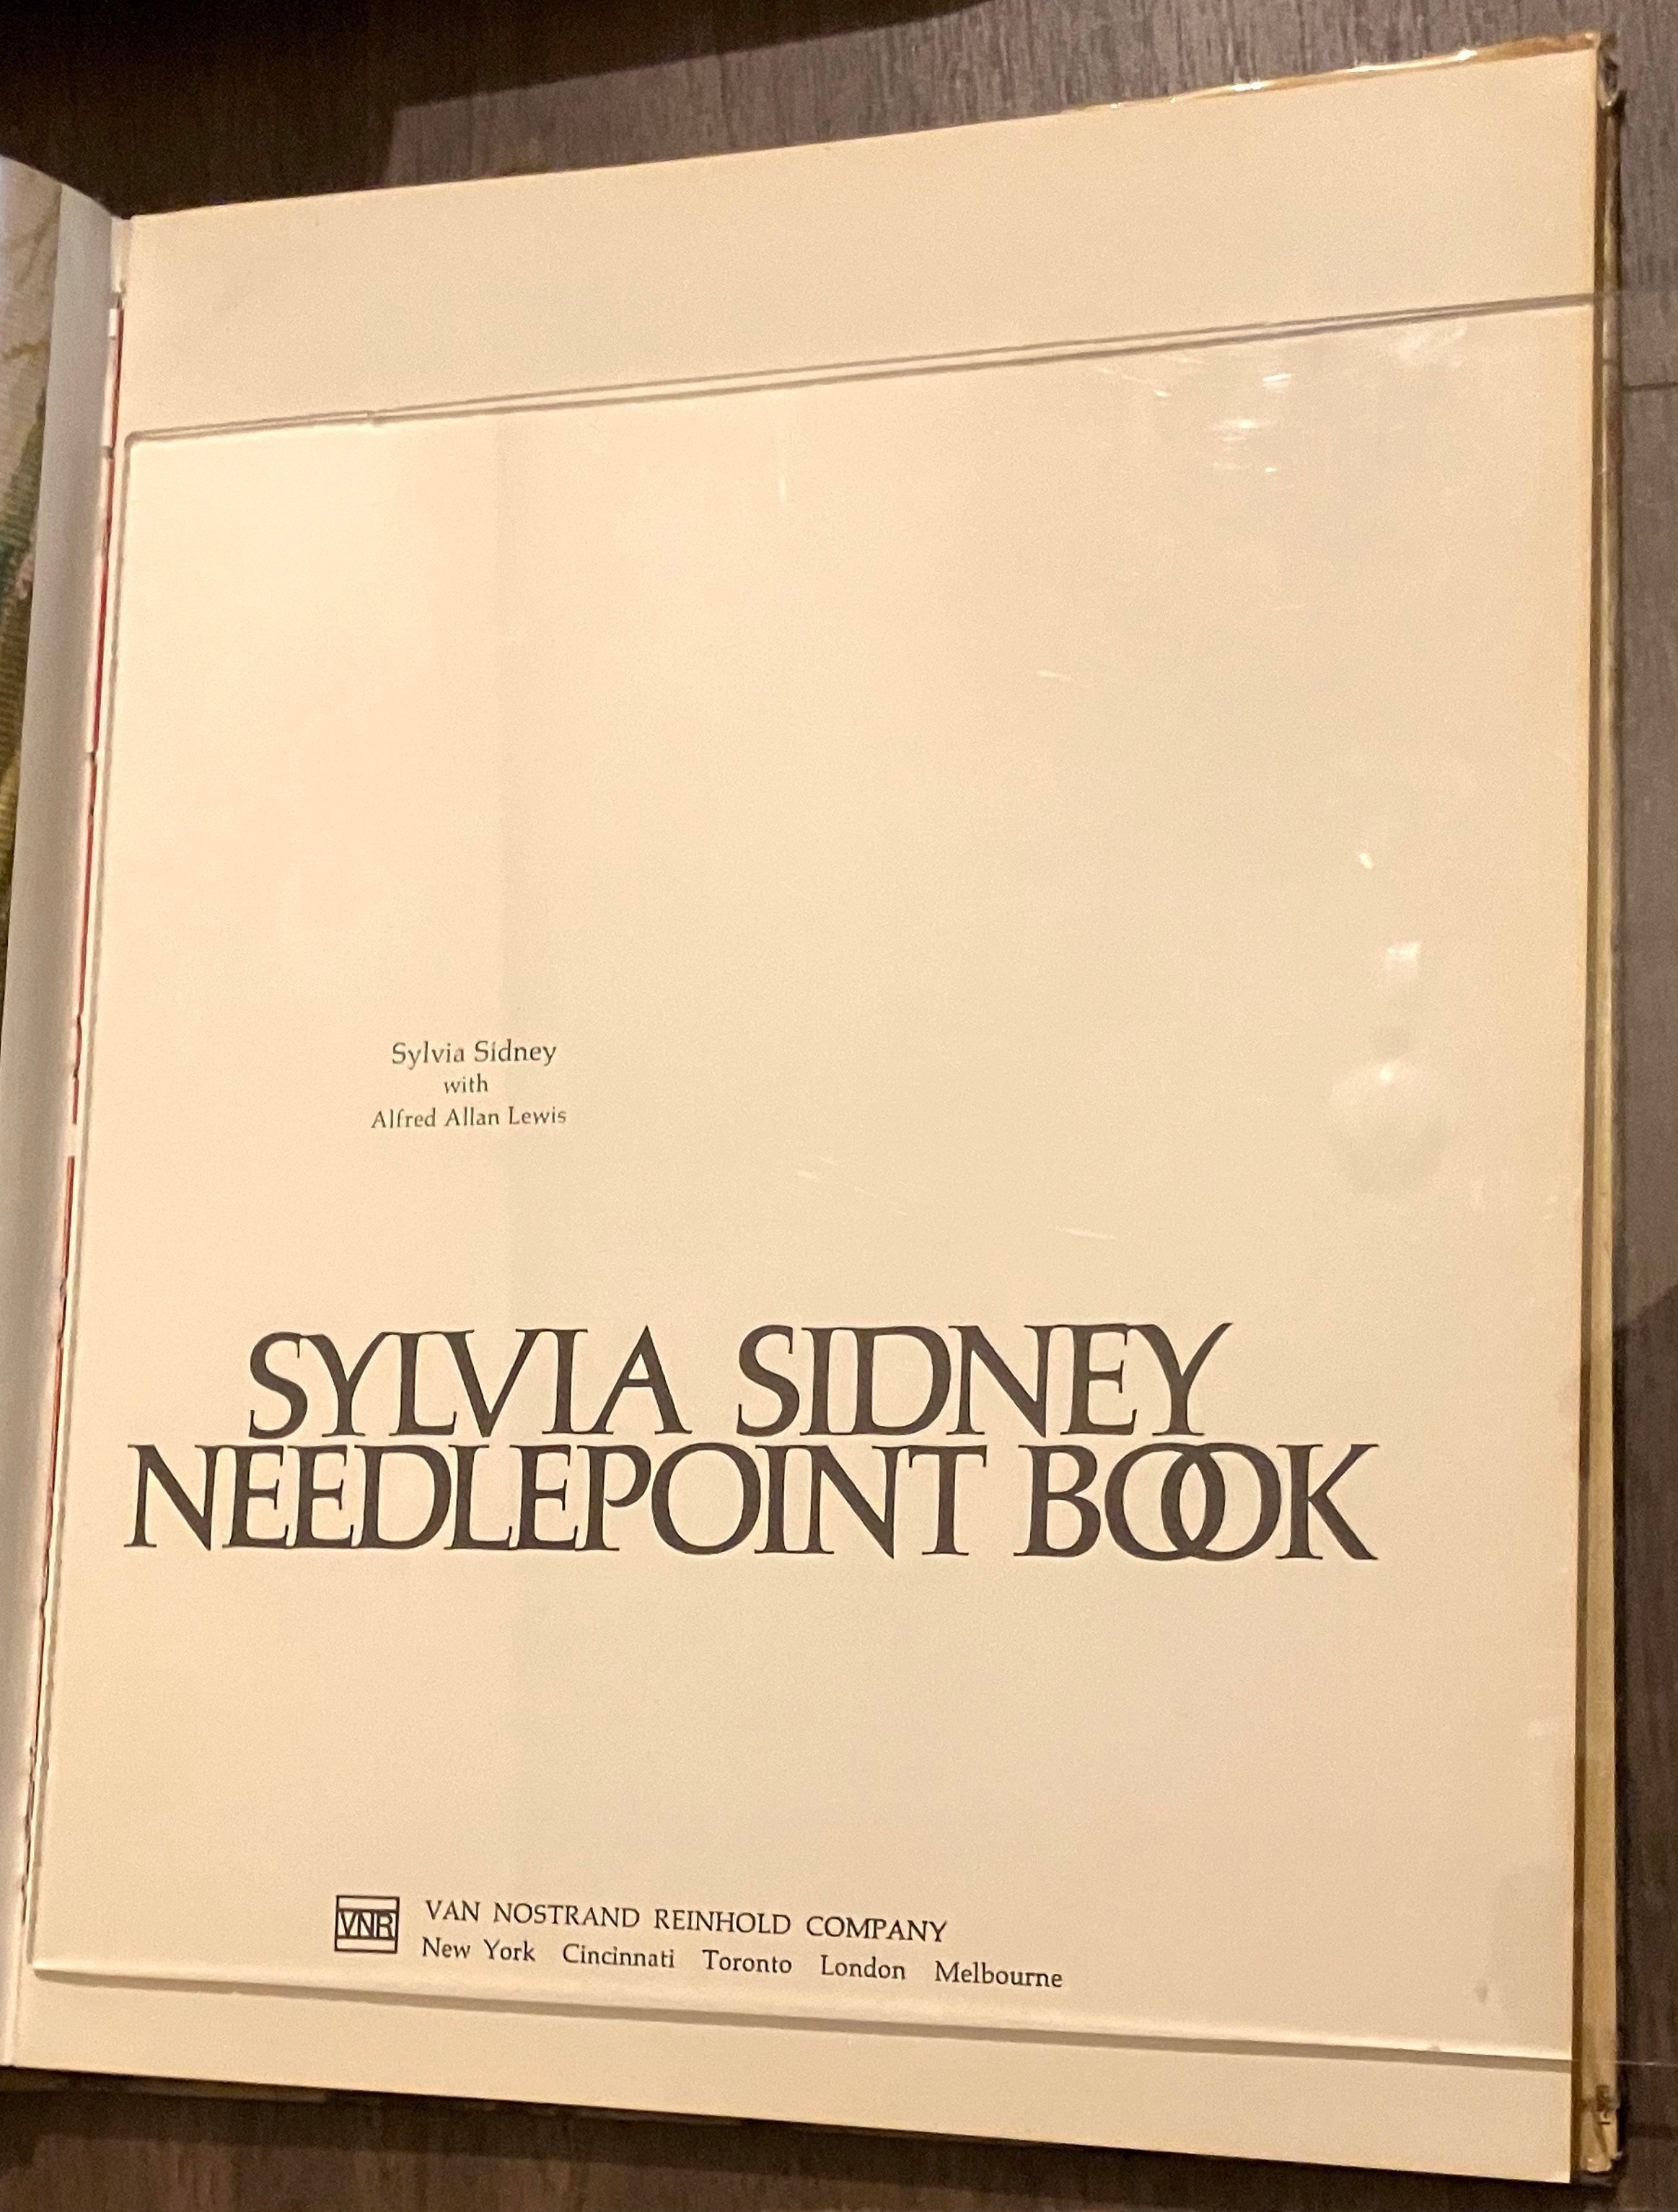 Sylvia Sidney
with
Alfred Allan Lewis
SYLVIA SIDNEY
NEEDLEPOINT BOOK
VNR
VAN NOSTRAND REINHOLD COMPANY
New York Cincinnati Toronto London Melbourne